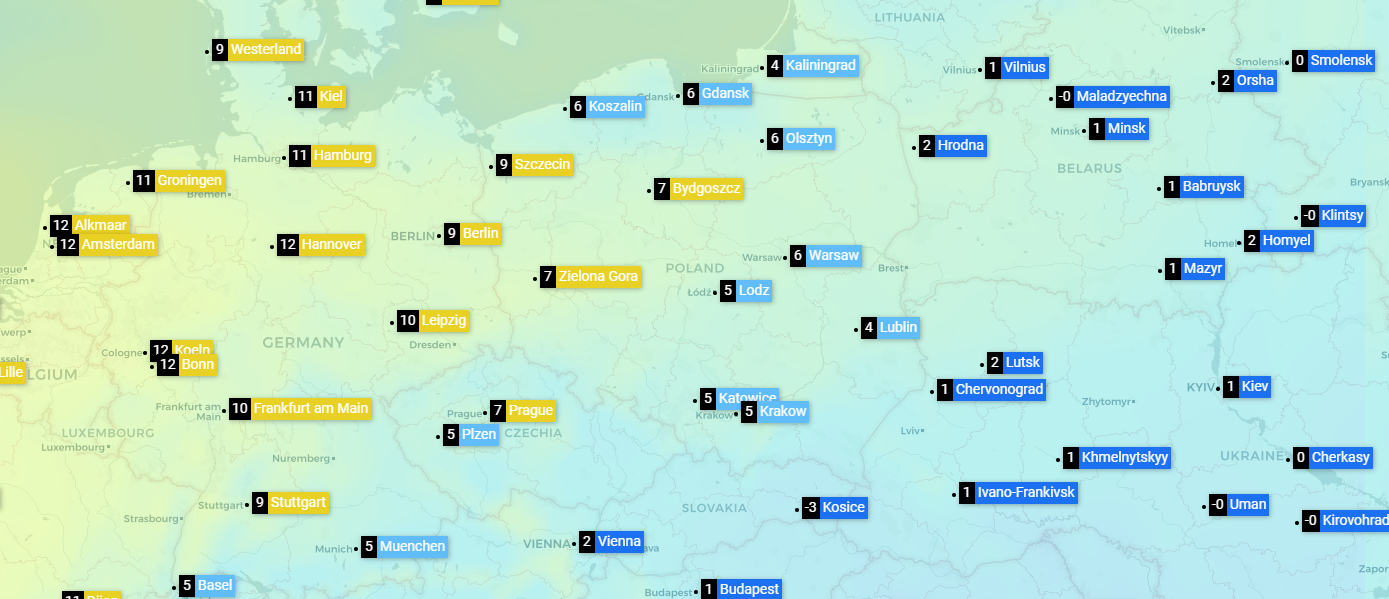 LITHUANIA
Vitebsk
9 Westerland
Kaliningrad
4 Kaliningrad
Vilnius
1 Vilnius
Smolensk
0 Smolensk
2 Orsha
11 Kiel
6 Koszalin
Gdansk
6 Gdansk
-0 Maladzyechna
Minsk
1 Minsk
6 Olsztyn
2 Hrodna
Hamburg
11 Hamburg
9 Szczecin
BELARUS
11 Groningen
Bremen
7 Bydgoszcz
1 Babruysk
Bryansk
12 Alkmaar
12 Amsterdam
12 Hannover
BERLIN
9 Berlin
-0 Klintsy
Homel
2 Homyel
Warsaw
6 Warsaw
POLAND
Brest
1 Mazyr
7 Zielona Gora
Łódź
5 Lodz
10 Leipzig
4 Lublin
GERMANY
Dresden
Cologne
12 Koeln
12 Bonn
Lille
LGIUM
2 Lutsk
1 Chervonograd
KYIV
1 Kiev
Zhytomyr
Frankfurt am
Main
10 Frankfurt am Main
Prague
7 Prague
5 Katowice
Krakow
5 Krakow
LUXEMBOURG
Luxembourg
5 Plzen
CZECHIA
Lviv
Nuremberg
1 Khmelnytskyy
UKRAINE
0 Cherkasy
Stuttgart
9 Stuttgart
Strasbourg
SLOVAKIA
-3 Kosice
1 Ivano-Frankivsk
-0 Uman
-0 Kirovohrad
Munich
5 Muenchen
VIENNA
2 Vienna
ava
Zapor
5 Basel
Budapest
1 Budapest